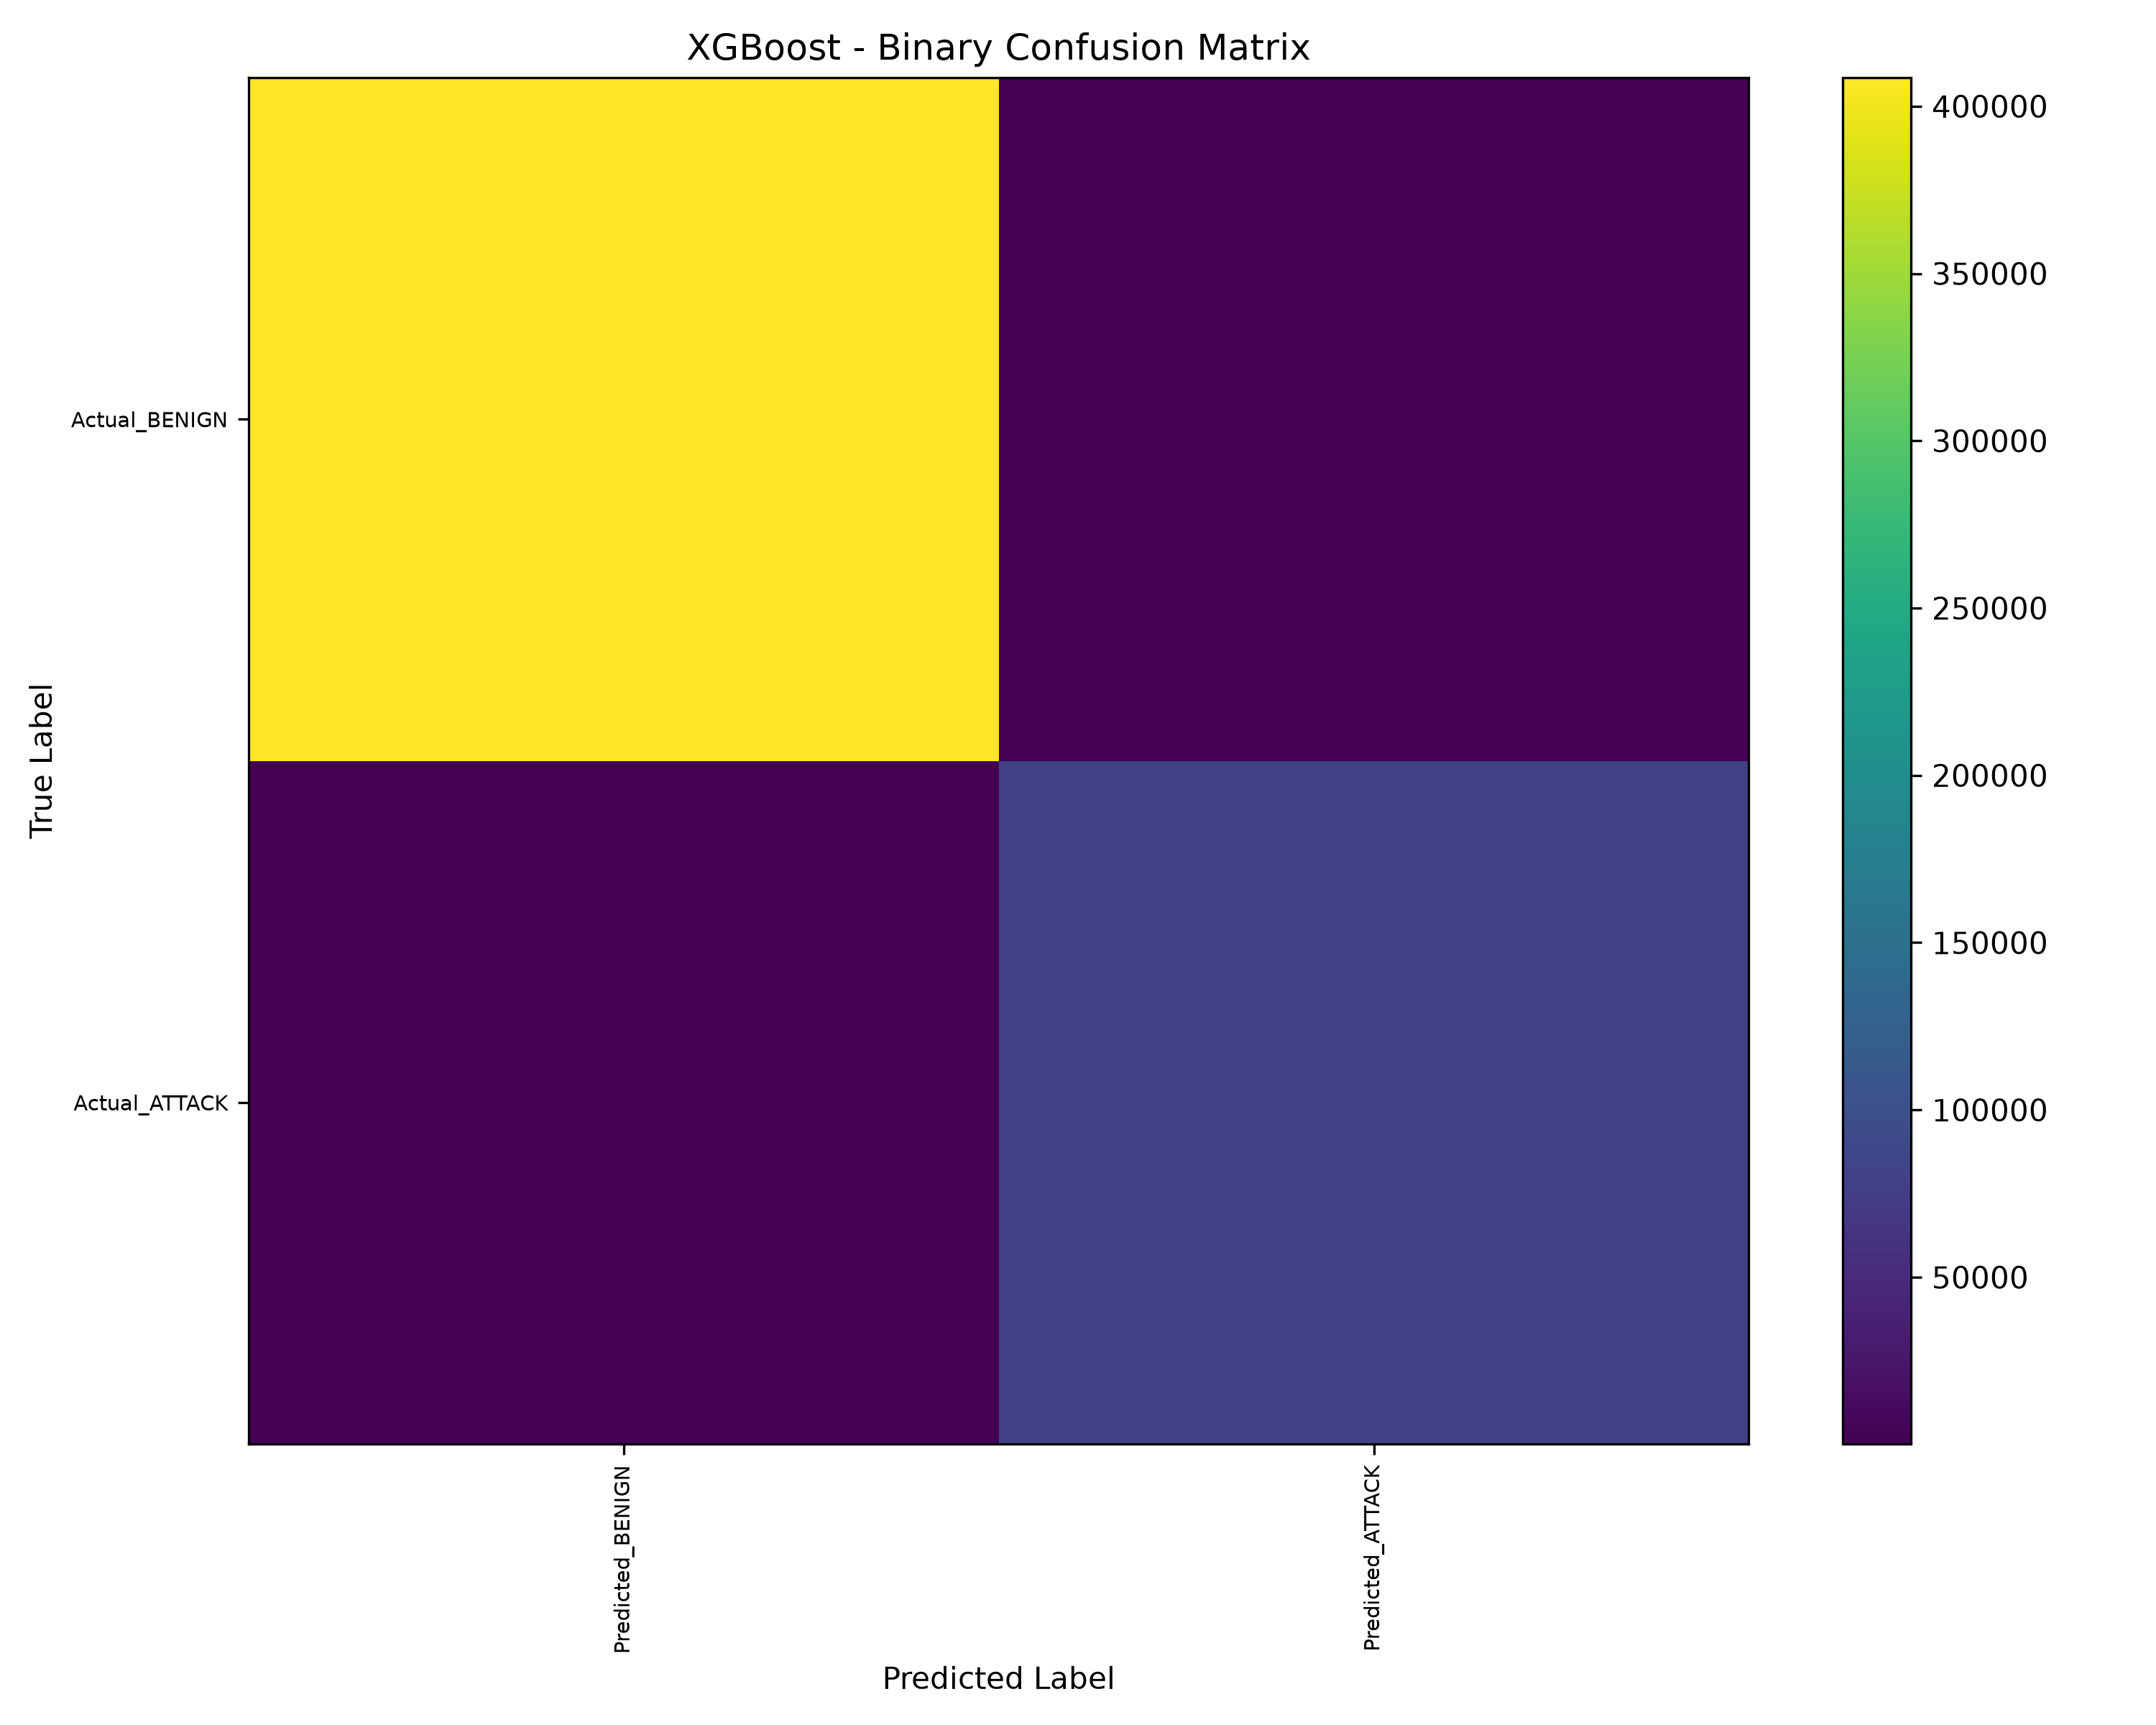 XGBoost - Binary Confusion Matrix
True Label
Actual_BENIGN
Actual_ATTACK
Predicted_BENIGN
Predicted_ATTACK
Predicted Label
400000
350000
300000
250000
200000
150000
100000
50000